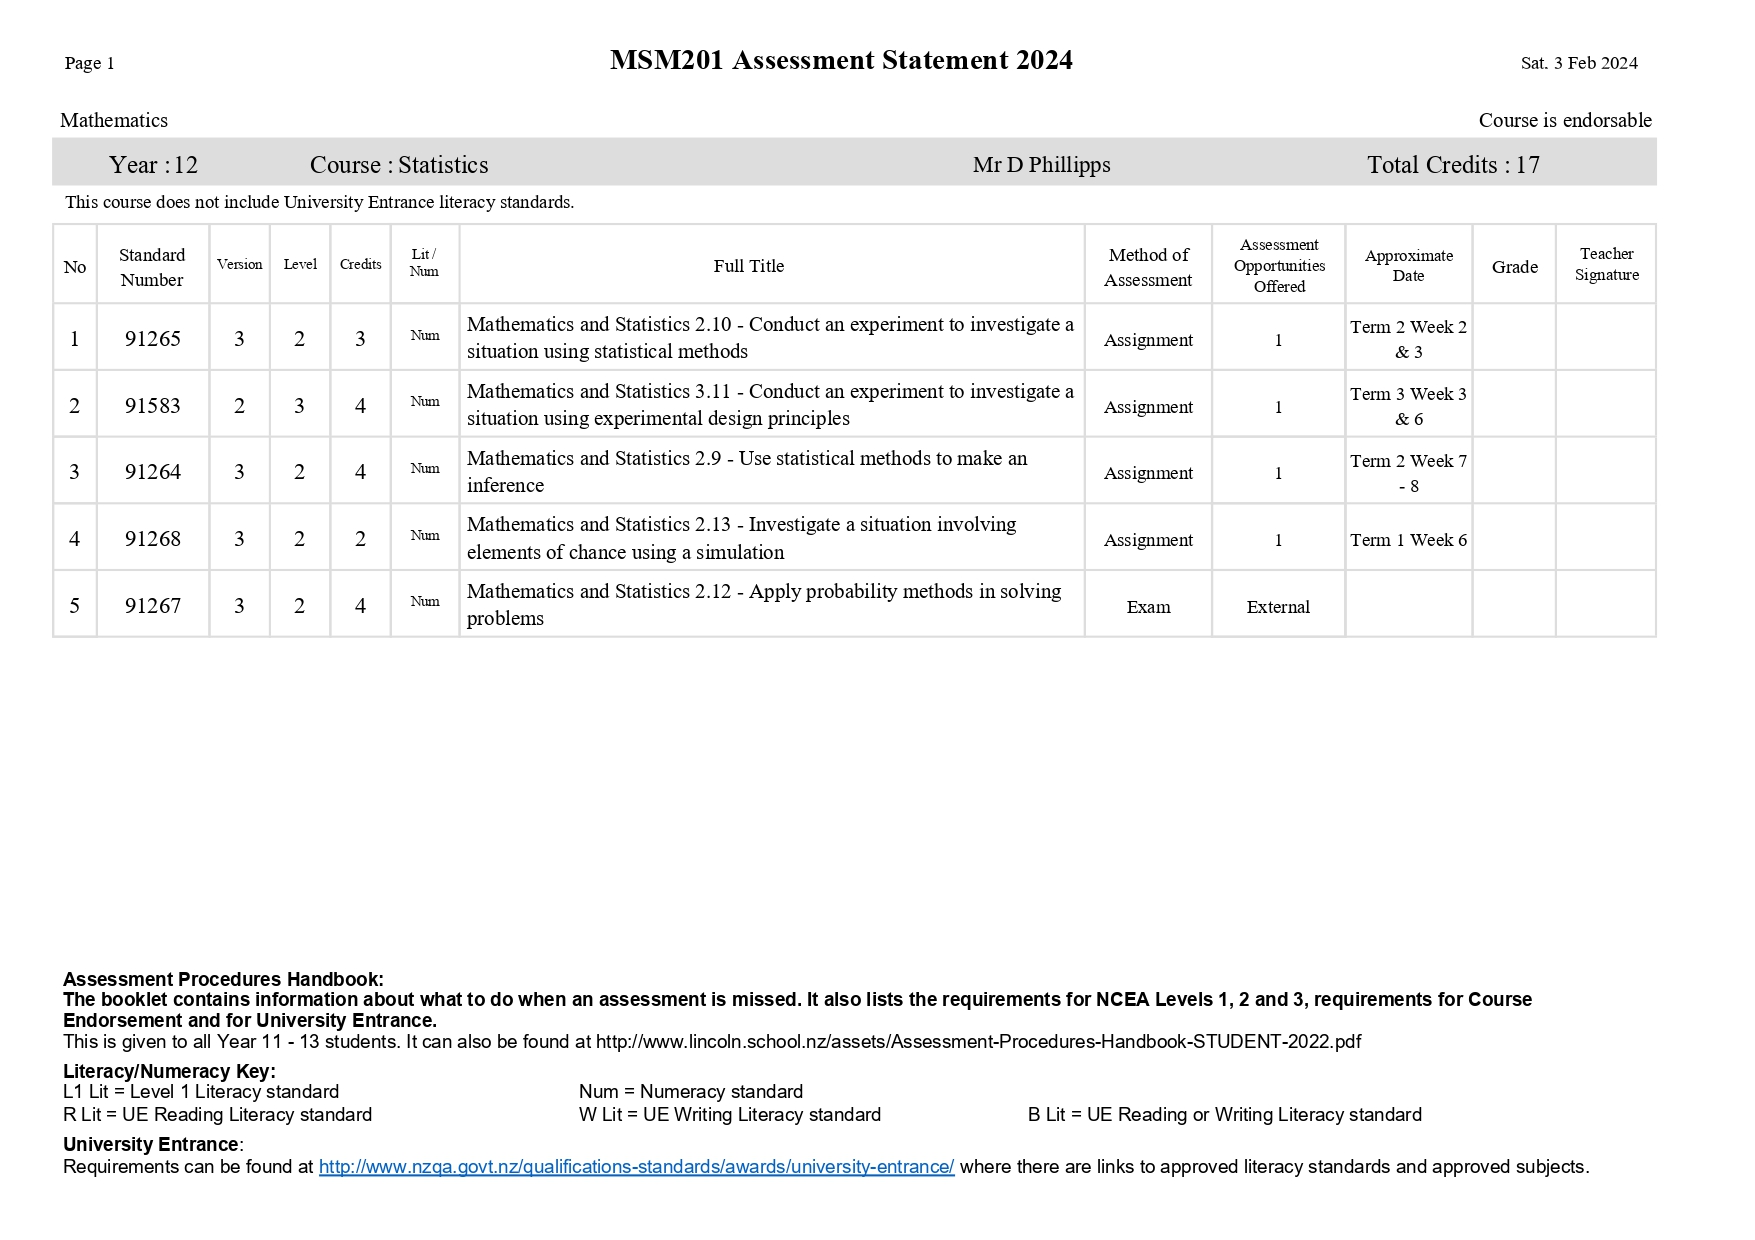 Page 1
MSM201 Assessment Statement 2024
Sat. 3 Feb 2024
Mathematics
Course is endorsable
Year : 12 Course : Statistics Mr D Phillipps Total Credits : 17
This course does not include University Entrance literacy standards.
No
Standard
Number
Version
Level
Credits
Lit /
Num
Full Title
Method of
Assessment
Assessment
Opportunities
Offered
Approximate
Date
Grade
Teacher
Signature
1 91265 3 2 3 Num
Mathematics and Statistics 2.10 - Conduct an experiment to investigate a
situation using statistical methods
Assignment
1
Term 2 Week 2
& 3
2 91583 2 3 4 Num
Mathematics and Statistics 3.11 - Conduct an experiment to investigate a
situation using experimental design principles
Assignment
1
Term 3 Week 3
& 6
3 91264 3 2 4 Num
Mathematics and Statistics 2.9 - Use statistical methods to make an
inference
Assignment
1
Term 2 Week 7
- 8
4 91268 3 2 2 Num
Mathematics and Statistics 2.13 - Investigate a situation involving
elements of chance using a simulation
Assignment
1
Term 1 Week 6
5 91267 3 2 4 Num
Mathematics and Statistics 2.12 - Apply probability methods in solving
problems
Exam
External
Assessment Procedures Handbook:
The booklet contains information about what to do when an assessment is missed. It also lists the requirements for NCEA Levels 1, 2 and 3, requirements for Course
Endorsement and for University Entrance.
This is given to all Year 11 - 13 students. It can also be found at http://www.lincoln.school.nz/assets/Assessment-Procedures-Handbook-STUDENT-2022.pdf
Literacy/Numeracy Key:
L1 Lit = Level 1 Literacy standard Num = Numeracy standard
R Lit = UE Reading Literacy standard W Lit = UE Writing Literacy standard B Lit = UE Reading or Writing Literacy standard
University Entrance:
Requirements can be found at http://www.nzqa.govt.nz/qualifications-standards/awards/university-entrance/ where there are links to approved literacy standards and approved subjects.